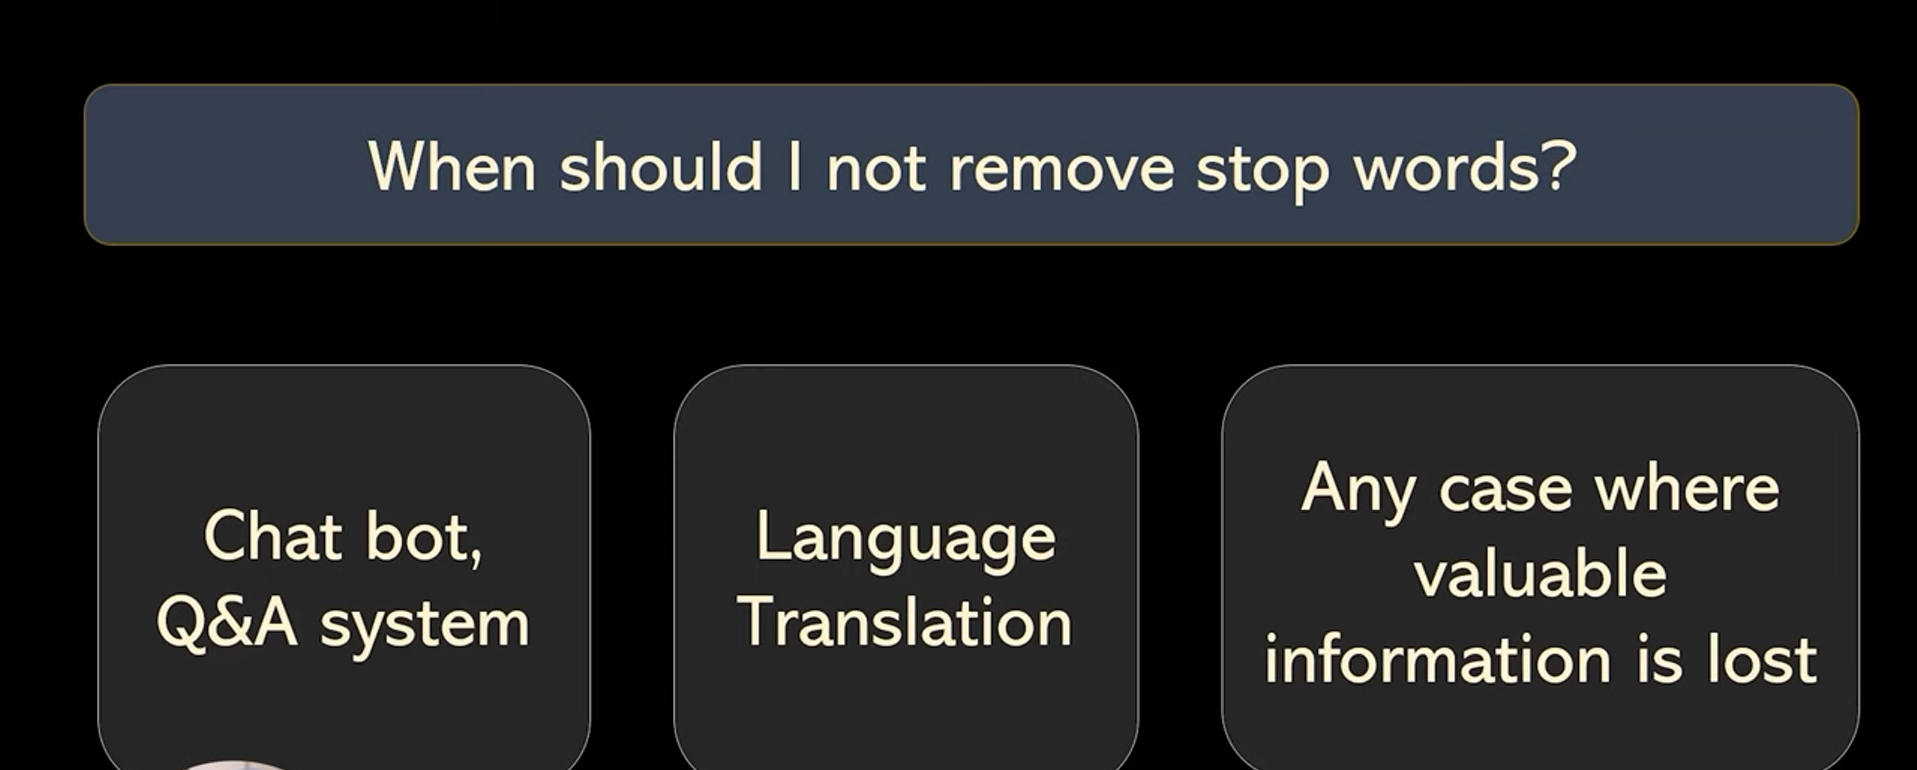 When should I not remove stop words?
Chat bot,
Q&A system
Language
Translation
Any case where
valuable
information is lost